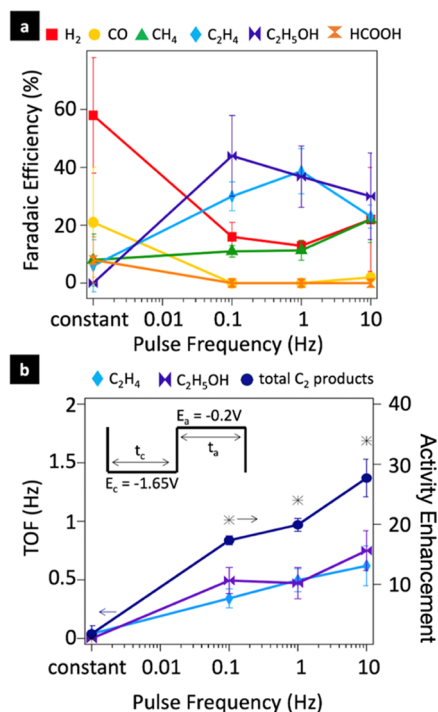 a
H₂ CO CH₄ C₂H₄ C₂H₅OH HCOOH
Faradaic Efficiency (%)
60
40
20
0
constant 0.01 0.1 1 10
Pulse Frequency (Hz)
b
C₂H₄ C₂H₅OH total C₂ products
TOF (Hz)
2
1.5
1
0.5
0
Eₐ = -0.2V
t꜀ tₐ
E꜀ = -1.65V
40
30
20
10
Activity Enhancement
constant 0.01 0.1 1 10
Pulse Frequency (Hz)